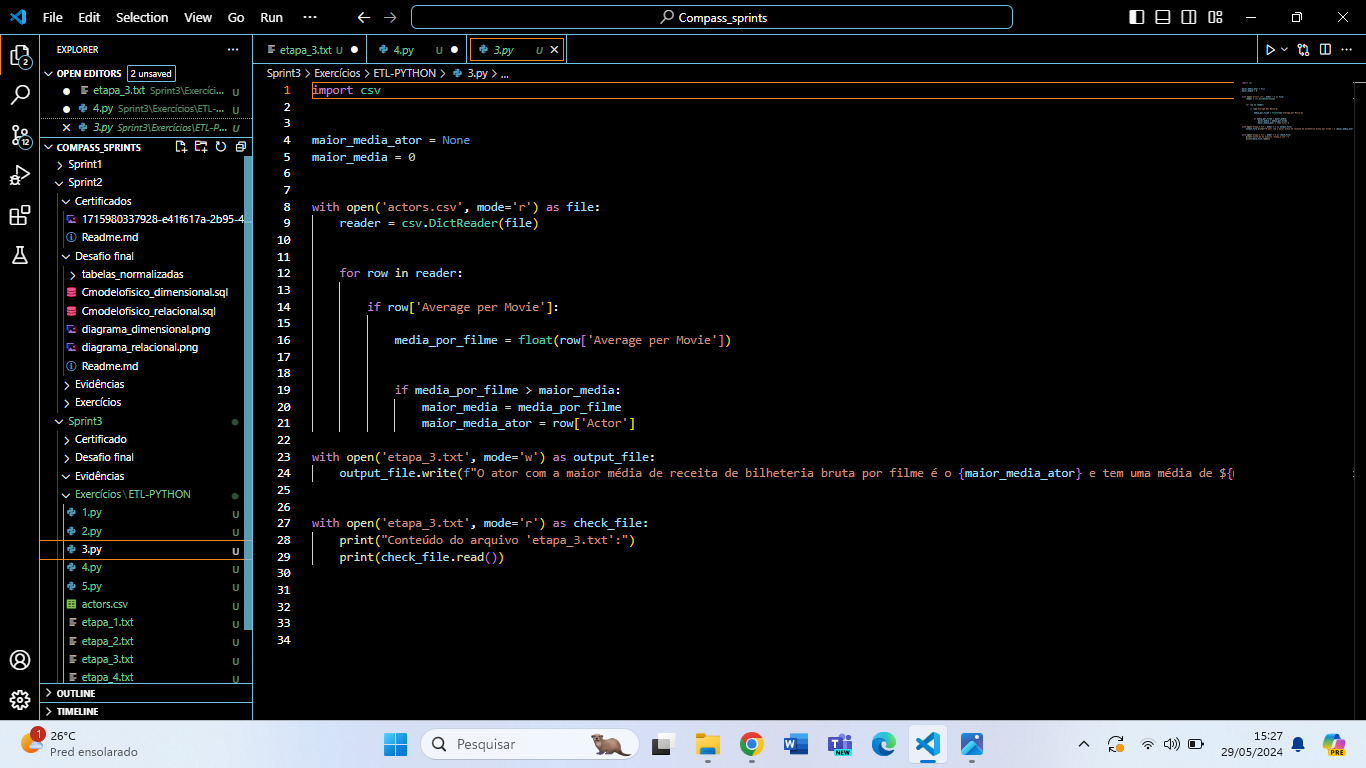 File Edit Selection View Go Run ··· Compass_sprints
EXPLORER ···
OPEN EDITORS 2 unsaved
etapa_3.txt Sprint3\Exercíci... U
4.py Sprint3\Exercícios\ETL-... U
3.py Sprint3\Exercícios\ETL-P... U
COMPASS_SPRINTS
Sprint1
Sprint2
Certificados
1715980337928-e41f617a-2b95-4...
Readme.md
Desafio final
tabelas_normalizadas
Cmodelofisico_dimensional.sql
Cmodelofisico_relacional.sql
diagrama_dimensional.png
diagrama_relacional.png
Readme.md
Evidências
Exercícios
Sprint3
Certificado
Desafio final
Evidências
Exercícios\ETL-PYTHON
1.py U
2.py U
3.py U
4.py U
5.py U
actors.csv U
etapa_1.txt U
etapa_2.txt U
etapa_3.txt U
etapa_4.txt U
OUTLINE
TIMELINE
2
12
etapa_3.txt U 4.py U 3.py U
Sprint3 > Exercícios > ETL-PYTHON > 3.py > ...
1 import csv
2
3
4 maior_media_ator = None
5 maior_media = 0
6
7
8 with open('actors.csv', mode='r') as file:
9 reader = csv.DictReader(file)
10
11
12 for row in reader:
13
14 if row['Average per Movie']:
15
16 media_por_filme = float(row['Average per Movie'])
17
18
19 if media_por_filme > maior_media:
20 maior_media = media_por_filme
21 maior_media_ator = row['Actor']
22
23 with open('etapa_3.txt', mode='w') as output_file:
24 output_file.write(f"O ator com a maior média de receita de bilheteria bruta por filme é o {maior_media_ator} e tem uma média de ${
25
26
27 with open('etapa_3.txt', mode='r') as check_file:
28 print("Conteúdo do arquivo 'etapa_3.txt':")
29 print(check_file.read())
30
31
32
33
34
1
26°C
Pred ensolarado
Pesquisar
NEW
15:27
29/05/2024
PRE